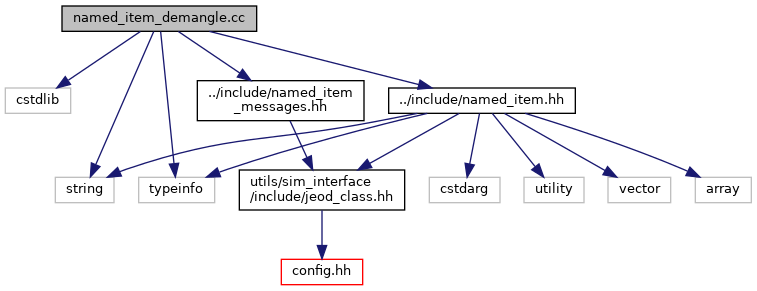 named_item_demangle.cc
../include/named_item
_messages.hh
../include/named_item.hh
cstdlib
string
typeinfo
utils/sim_interface
/include/jeod_class.hh
cstdarg
utility
vector
array
config.hh